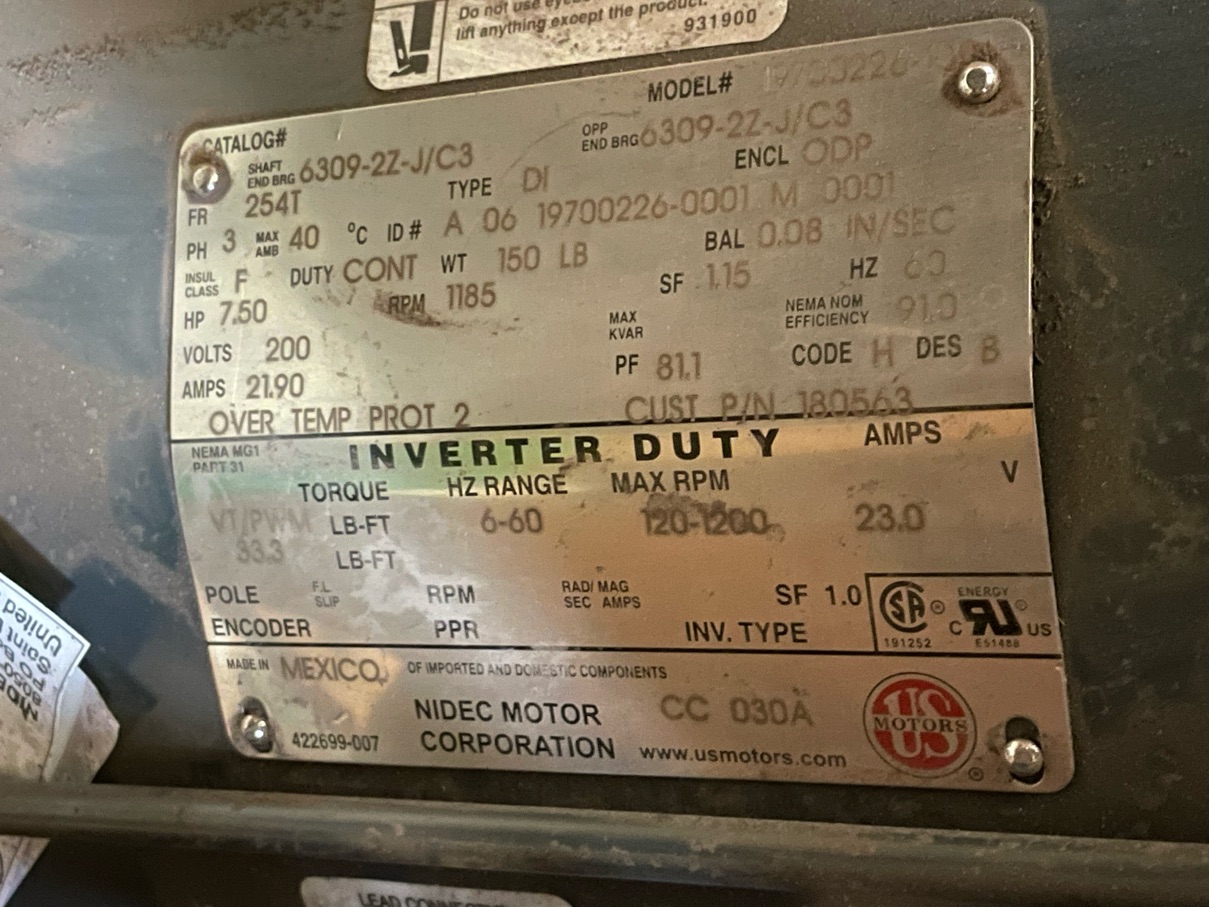 Do not use
lift anything except the product.
931900
CATALOG# MODEL# 19700226-
SHAFT END BRG 6309-2Z-J/C3 OPP END BRG 6309-2Z-J/C3
FR 254T TYPE DI ENCL ODP
PH 3 MAX AMB 40 °C ID# A 06 19700226-0001 M 0001
INSUL CLASS F DUTY CONT WT 150 LB BAL 0.08 IN/SEC
HP 7.50 RPM 1185 SF 1.15 HZ 60
VOLTS 200 MAX KVAR NEMA NOM EFFICIENCY 91.0
AMPS 21.90 PF 81.1 CODE H DES B
OVER TEMP PROT 2 CUST P/N 180563
NEMA MG1 PART 31 INVERTER DUTY AMPS
TORQUE HZ RANGE MAX RPM V
VT/PWM LB-FT 6-60 120-1200 23.0
33.3 LB-FT
POLE F.L. SLIP RPM RAD/ SEC MAG AMPS SF 1.0
ENCODER PPR INV. TYPE
SA ® 191252
ENERGY C RU US E51488
MADE IN MEXICO OF IMPORTED AND DOMESTIC COMPONENTS
NIDEC MOTOR CC 030A
422699-007 CORPORATION www.usmotors.com
US MOTORS ®
United
LEAD